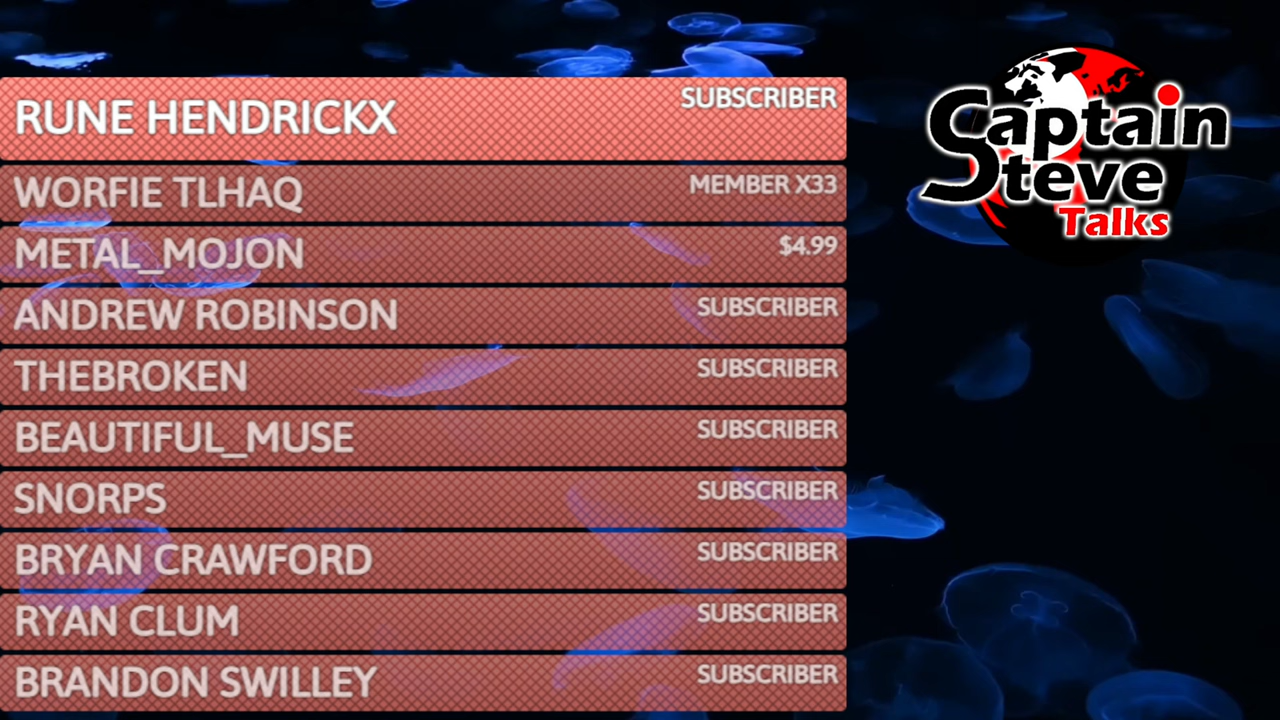 RUNE HENDRICKX SUBSCRIBER
WORFIE TLHAQ MEMBER X33
METAL_MOJON $4.99
ANDREW ROBINSON SUBSCRIBER
THEBROKEN SUBSCRIBER
BEAUTIFUL_MUSE SUBSCRIBER
SNORPS SUBSCRIBER
BRYAN CRAWFORD SUBSCRIBER
RYAN CLUM SUBSCRIBER
BRANDON SWILLEY SUBSCRIBER
Captain
Steve
Talks